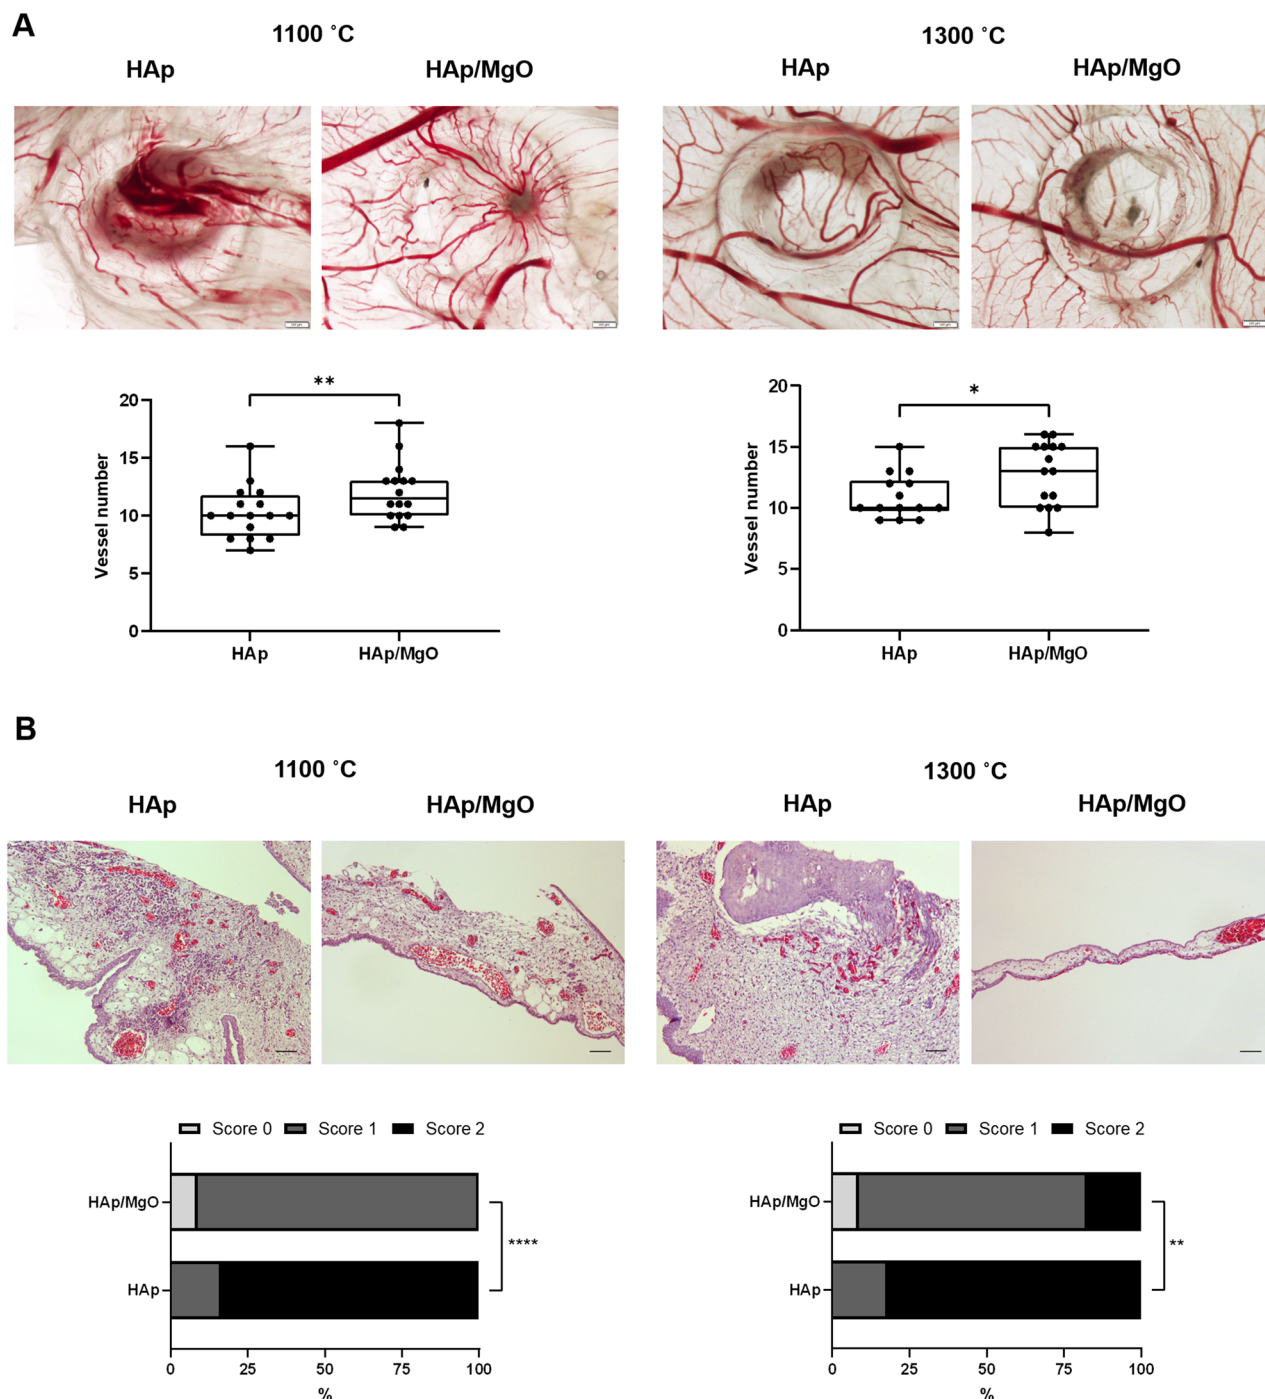 A
1100 ˚C
1300 ˚C
HAp
HAp/MgO
HAp
HAp/MgO
**
20
15
10
5
0
Vessel number
HAp
HAp/MgO
*
20
15
10
5
0
Vessel number
HAp
HAp/MgO
B
1100 ˚C
1300 ˚C
HAp
HAp/MgO
HAp
HAp/MgO
Score 0
Score 1
Score 2
HAp/MgO
HAp
****
0
25
50
75
100
%
Score 0
Score 1
Score 2
HAp/MgO
HAp
**
0
25
50
75
100
%